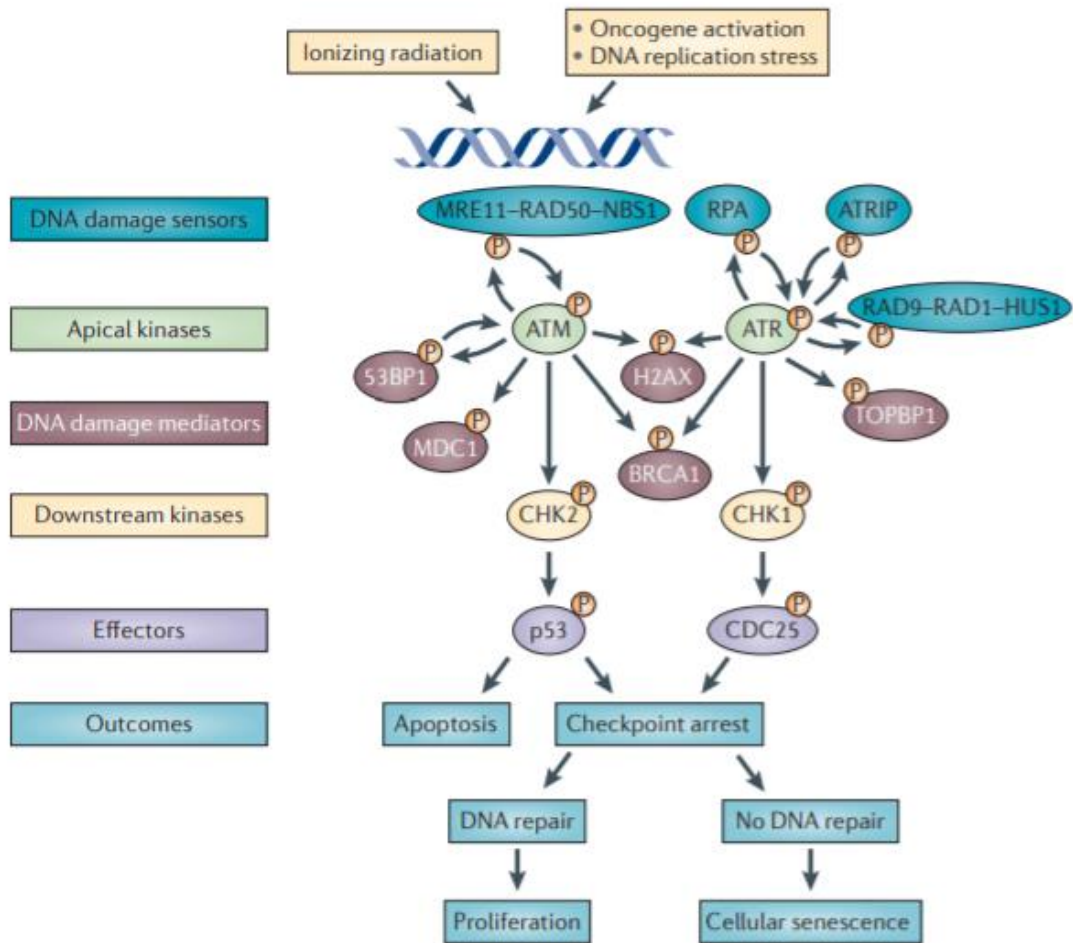 Ionizing radiation
• Oncogene activation
• DNA replication stress
DNA damage sensors
MRE11–RAD50–NBS1
RPA
ATRIP
P
P
P
RAD9–RAD1–HUS1
P
P
P
Apical kinases
ATM
ATR
P
P
53BP1
H2AX
P
TOPBP1
DNA damage mediators
P
MDC1
P
BRCA1
Downstream kinases
P
CHK2
P
CHK1
Effectors
P
p53
P
CDC25
Outcomes
Apoptosis
Checkpoint arrest
DNA repair
No DNA repair
Proliferation
Cellular senescence